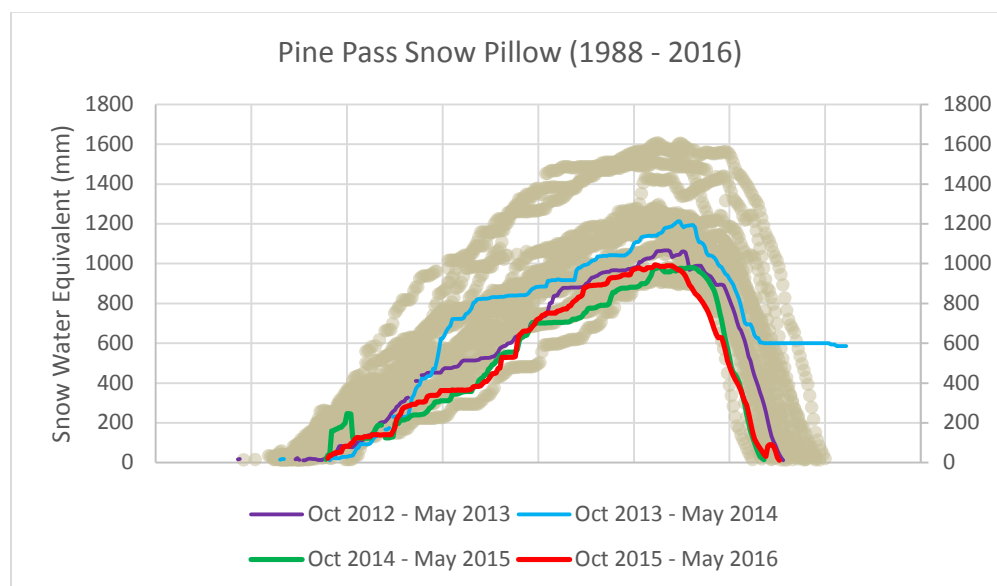 Pine Pass Snow Pillow (1988 - 2016)
Snow Water Equivalent (mm)
1800 1800
1600 1600
1400 1400
1200 1200
1000 1000
800 800
600 600
400 400
200 200
0 0
Oct 2012 - May 2013 Oct 2013 - May 2014
Oct 2014 - May 2015 Oct 2015 - May 2016